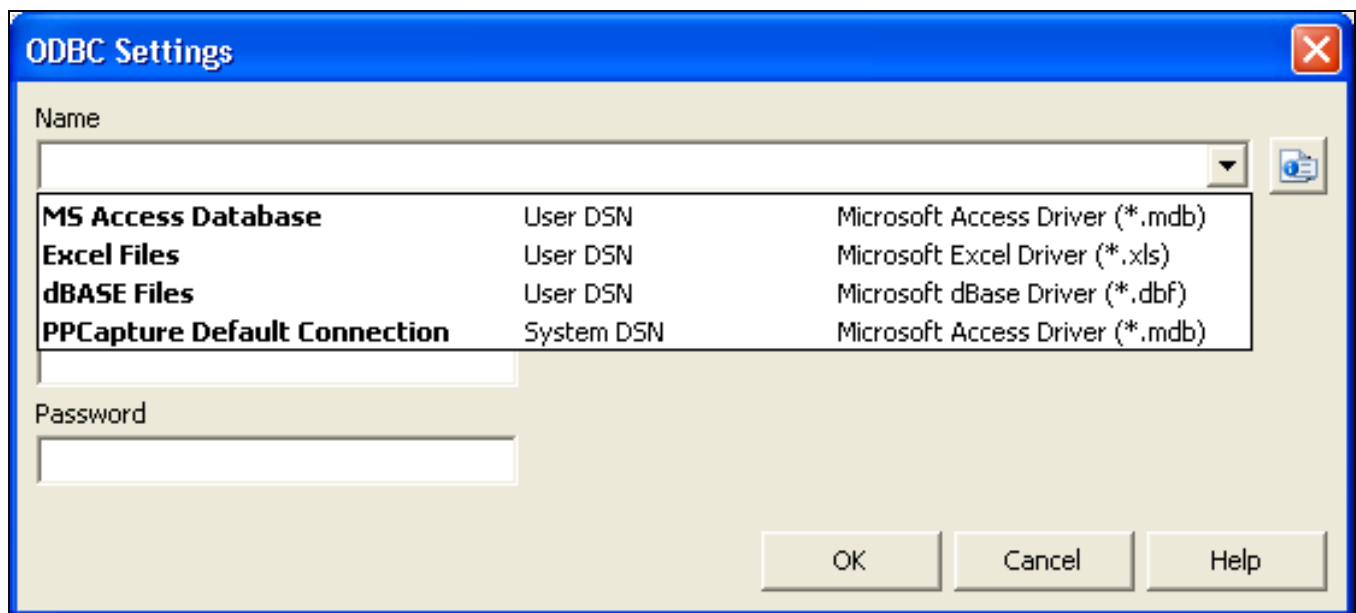 ODBC Settings
Name
MS Access Database User DSN Microsoft Access Driver (*.mdb)
Excel Files User DSN Microsoft Excel Driver (*.xls)
dBASE Files User DSN Microsoft dBase Driver (*.dbf)
PPCapture Default Connection System DSN Microsoft Access Driver (*.mdb)
Password
OK Cancel Help